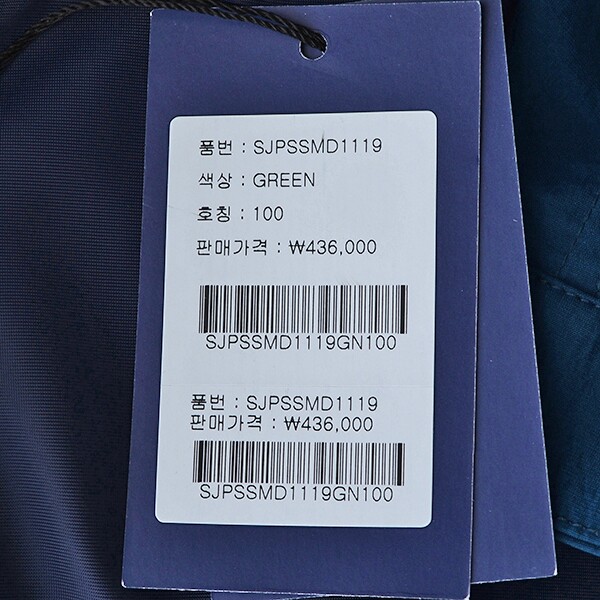 품번 : SJPSSMD1119
색상 : GREEN
호칭 : 100
판매가격 : ₩436,000
SJPSSMD1119GN100
품번 : SJPSSMD1119
판매가격 : ₩436,000
SJPSSMD1119GN100